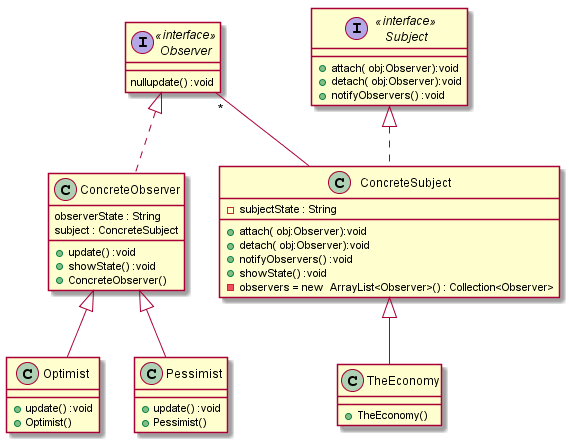 «interface»
Observer
nullupdate() :void
«interface»
Subject
attach( obj:Observer):void
detach( obj:Observer):void
notifyObservers() :void
*
C ConcreteObserver
observerState : String
subject : ConcreteSubject
update() :void
showState() :void
ConcreteObserver()
C ConcreteSubject
subjectState : String
attach( obj:Observer):void
detach( obj:Observer):void
notifyObservers() :void
showState() :void
observers = new ArrayList<Observer>() : Collection<Observer>
C Optimist
update() :void
Optimist()
C Pessimist
update() :void
Pessimist()
C TheEconomy
TheEconomy()